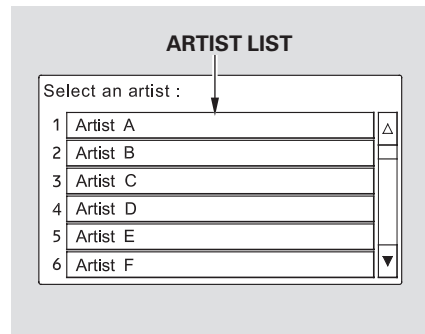 ARTIST LIST
Select an artist :
1 Artist A
2 Artist B
3 Artist C
4 Artist D
5 Artist E
6 Artist F